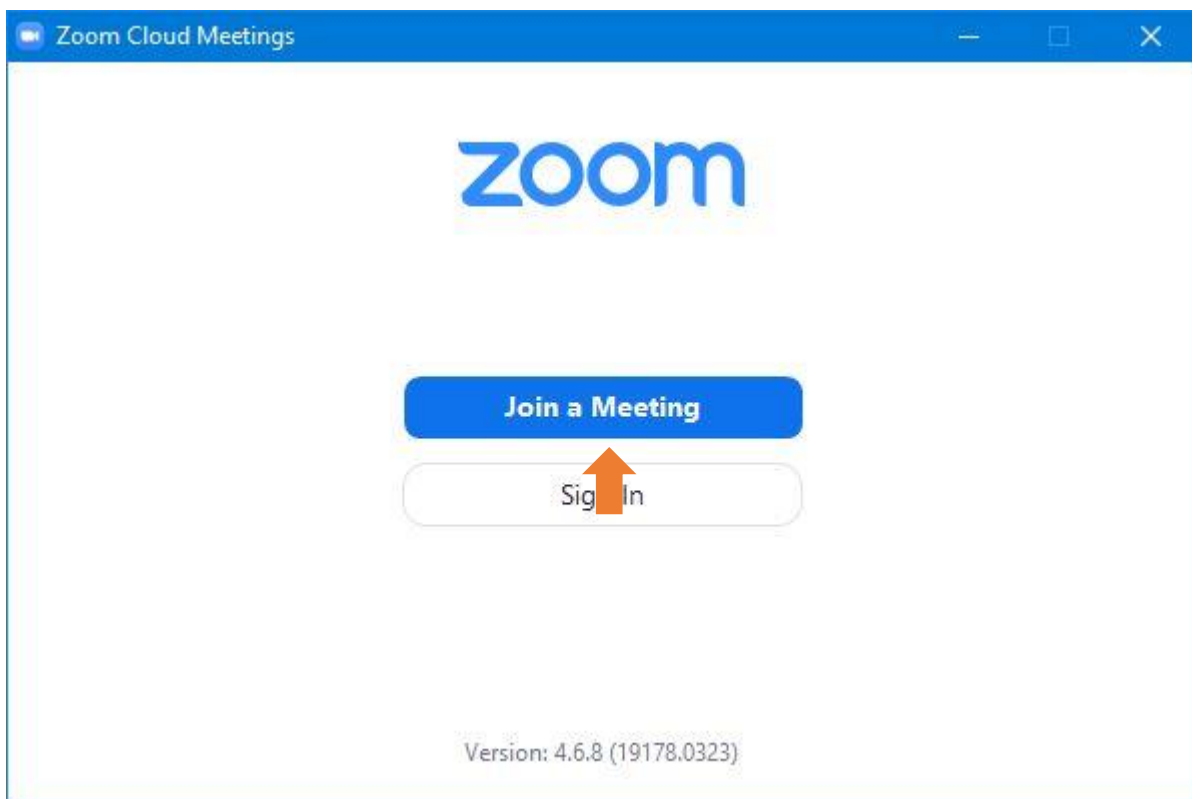 Zoom Cloud Meetings
zoom
Join a Meeting
Sign In
Version: 4.6.8 (19178.0323)